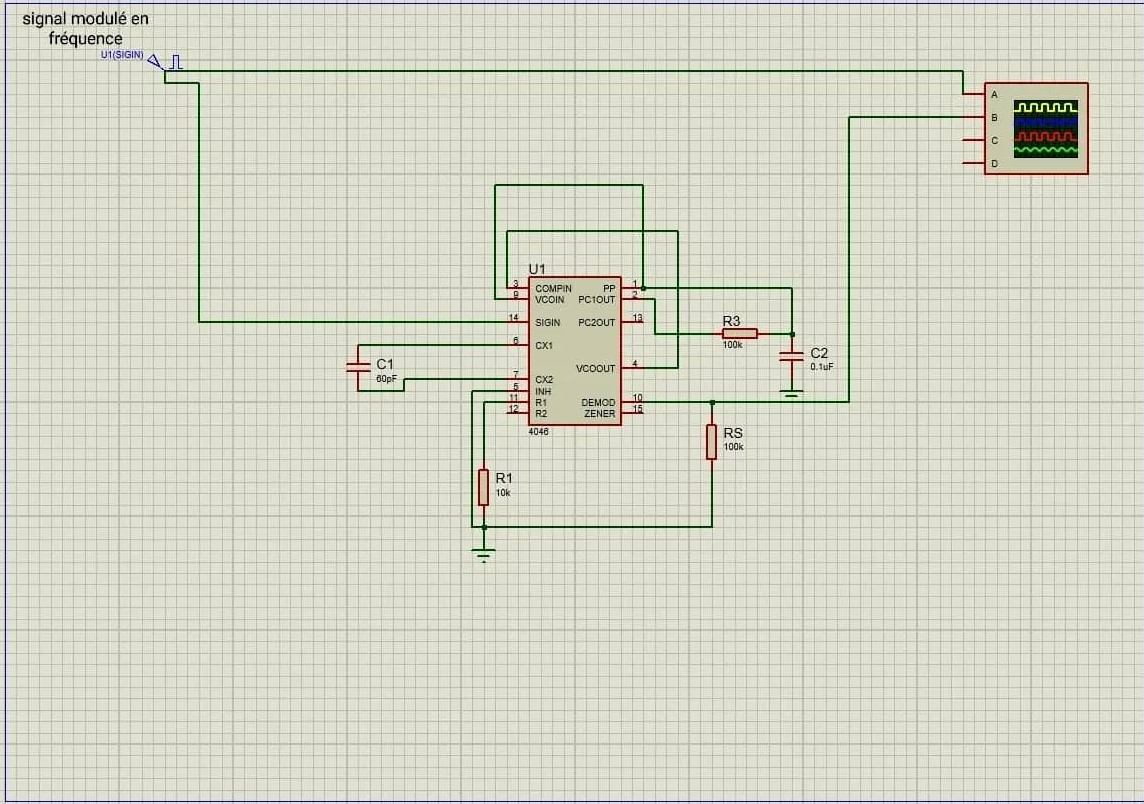 signal modulé en
fréquence
U1(SIGIN)
A
B
C
D
U1
3 COMPIN PP 1
9 VCOIN PC1OUT 2
14 SIGIN PC2OUT 13
6 CX1
VCOOUT 4
7 CX2
5 INH
11 R1 DEMOD 10
12 R2 ZENER 15
4046
C1
60pF
R3
100k
C2
0.1uF
RS
100k
R1
10k